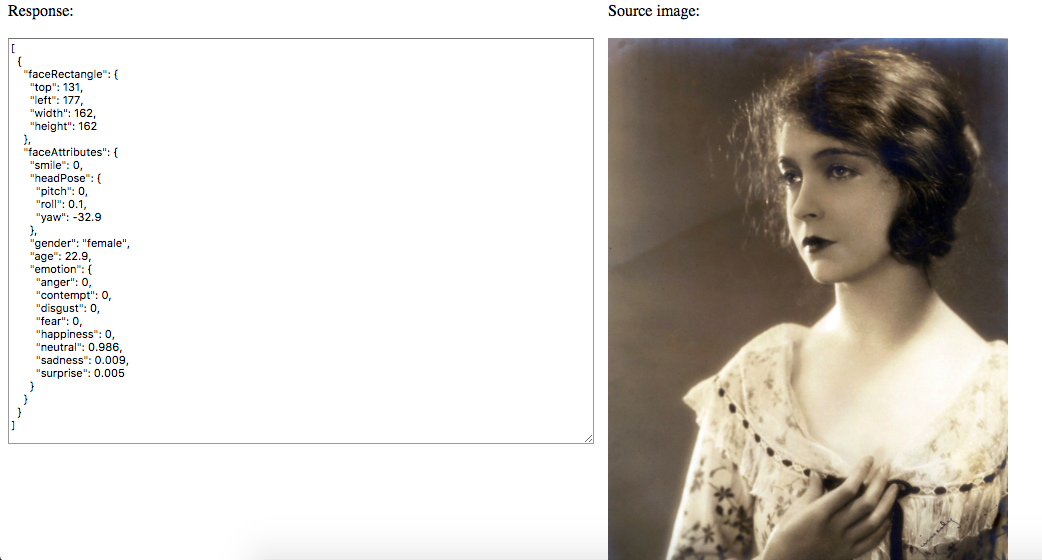 Response:
Source image:
[
{
"faceRectangle": {
"top": 131,
"left": 177,
"width": 162,
"height": 162
},
"faceAttributes": {
"smile": 0,
"headPose": {
"pitch": 0,
"roll": 0.1,
"yaw": -32.9
},
"gender": "female",
"age": 22.9,
"emotion": {
"anger": 0,
"contempt": 0,
"disgust": 0,
"fear": 0,
"happiness": 0,
"neutral": 0.986,
"sadness": 0.009,
"surprise": 0.005
}
}
}
]